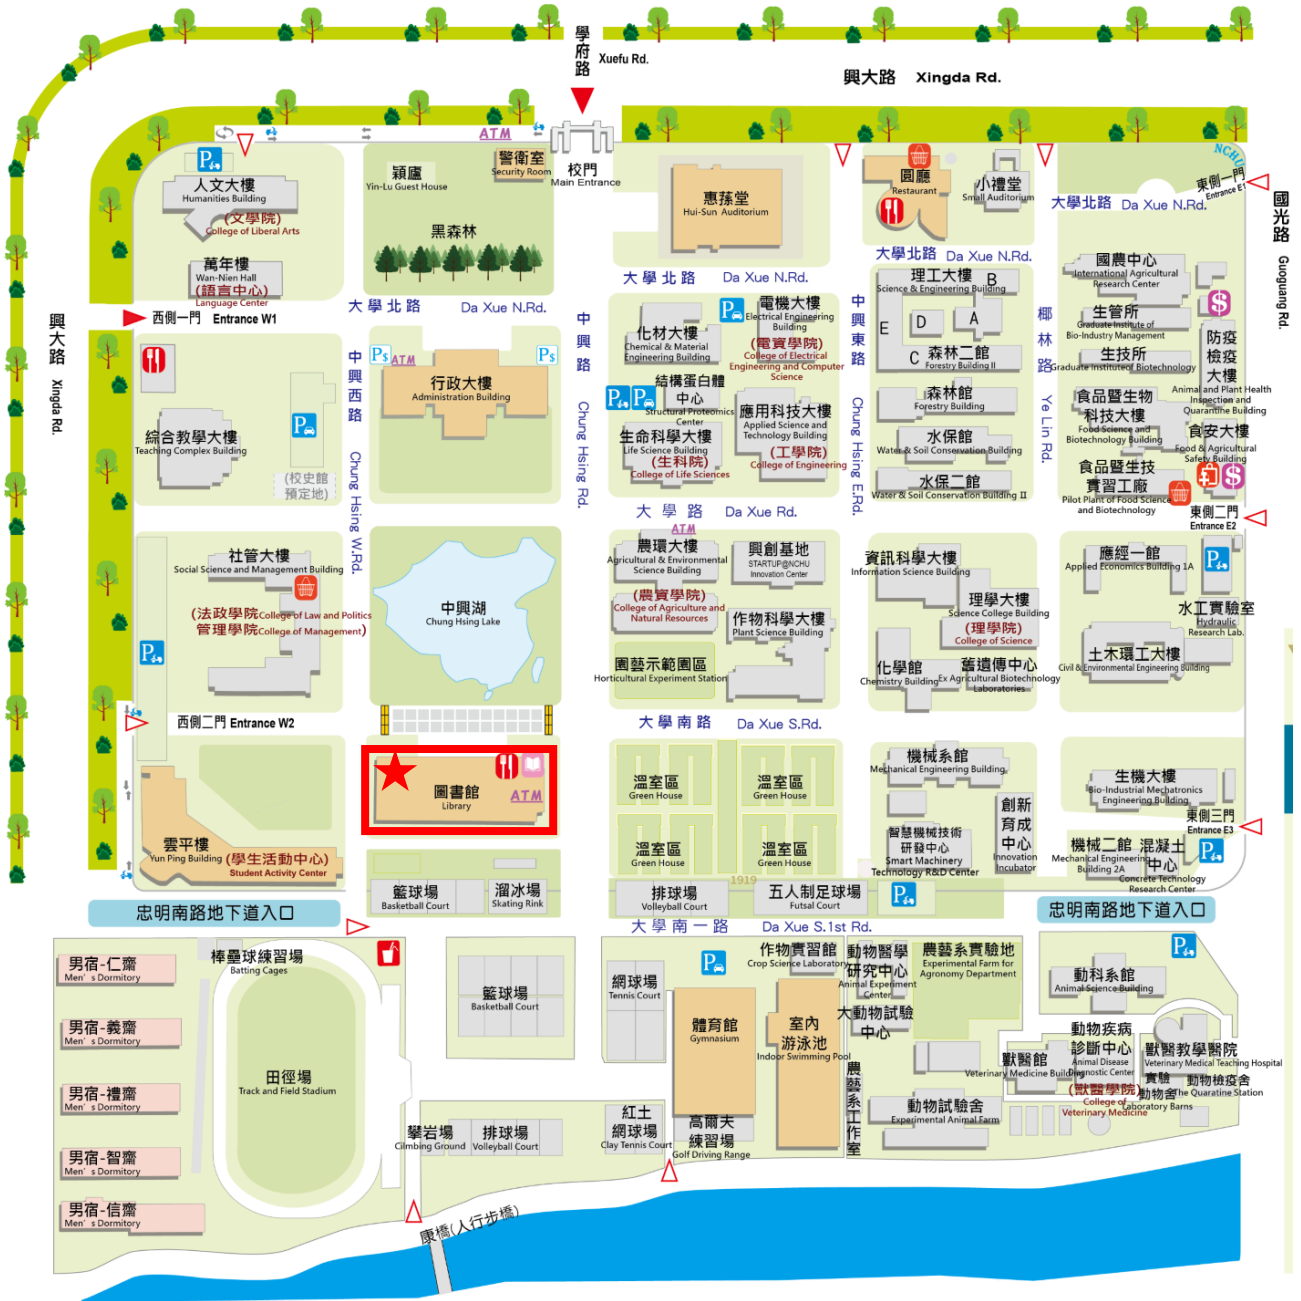 學府路 Xuefu Rd.
興大路 Xingda Rd.
ATM
校門
Main Entrance
警衛室
Security Room
穎廬
Yin-Lu Guest House
黑森林
人文大樓
Humanities Building
(文學院)
College of Liberal Arts
萬年樓
Wan-Nien Hall
(語言中心)
Language Center
惠蓀堂
Hui-Sun Auditorium
圓廳
Restaurant
小禮堂
Small Auditorium
NCHU
東側一門
Entrance E1
國光路 Guoguang Rd.
大學北路 Da Xue N.Rd.
大學北路 Da Xue N.Rd.
大學北路 Da Xue N.Rd.
大學北路 Da Xue N.Rd.
西側一門 Entrance W1
興大路 Xingda Rd.
中興西路 Chung Hsing W.Rd.
中興路 Chung Hsing Rd.
中興東路 Chung Hsing E.Rd.
椰林路 Ye Lin Rd.
P$
ATM
P$
行政大樓
Administration Building
綜合教學大樓
Teaching Complex Building
(校史館
預定地)
化材大樓
Chemical & Material
Engineering Building
電機大樓
Electrical Engineering
Building
(電資學院)
College of Electrical
Engineering and Computer
Science
結構蛋白體
中心
Structural Proteomics
Center
應用科技大樓
Applied Science and
Technology Building
(工學院)
College of Engineering
生命科學大樓
Life Science Building
(生科院)
College of Life Sciences
理工大樓
Science & Engineering Building
A
B
C
D
E
森林二館
Forestry Building II
森林館
Forestry Building
水保館
Water & Soil Conservation Building
水保二館
Water & Soil Conservation Building II
國農中心
International Agricultural
Research Center
生管所
Graduate Institute of
Bio-Industry Management
生技所
Graduate Institute of Biotechnology
防疫
檢疫
大樓
Animal and Plant Health
Inspection and
Quarantine Building
食品暨生物
科技大樓
Food Science and
Biotechnology Building
食安大樓
Food & Agricultural
Safety Building
食品暨生技
實習工廠
Pilot Plant of Food Science
and Biotechnology
東側二門
Entrance E2
大學路 Da Xue Rd.
社管大樓
Social Science and Management Building
(法政學院College of Law and Politics
管理學院College of Management)
中興湖
Chung Hsing Lake
ATM
農環大樓
Agricultural & Environmental
Science Building
(農資學院)
College of Agriculture and
Natural Resources
興創基地
STARTUP@NCHU
Innovation Center
作物科學大樓
Plant Science Building
園藝示範園區
Horticultural Experiment Station
資訊科學大樓
Information Science Building
理學大樓
Science College Building
(理學院)
College of Science
化學館
Chemistry Building
舊遺傳中心
Ex Agricultural Biotechnology
Laboratories
應經一館
Applied Economics Building 1A
水工實驗室
Hydraulic
Research Lab.
土木環工大樓
Civil & Environmental Engineering Building
西側二門 Entrance W2
大學南路 Da Xue S.Rd.
圖書館
Library
ATM
雲平樓
Yun Ping Building
(學生活動中心)
Student Activity Center
溫室區
Green House
溫室區
Green House
溫室區
Green House
溫室區
Green House
1919
機械系館
Mechanical Engineering Building
智慧機械技術
研發中心
Smart Machinery
Technology R&D Center
創新
育成
中心
Innovation
Incubator
生機大樓
Bio-Industrial Mechatronics
Engineering Building
東側三門
Entrance E3
機械二館
Mechanical Engineering
Building 2A
混凝土
中心
Concrete Technology
Research Center
籃球場
Basketball Court
溜冰場
Skating Rink
排球場
Volleyball Court
五人制足球場
Futsal Court
忠明南路地下道入口
忠明南路地下道入口
大學南一路 Da Xue S.1st Rd.
男宿-仁齋
Men's Dormitory
男宿-義齋
Men's Dormitory
男宿-禮齋
Men's Dormitory
男宿-智齋
Men's Dormitory
男宿-信齋
Men's Dormitory
棒壘球練習場
Batting Cages
田徑場
Track and Field Stadium
籃球場
Basketball Court
攀岩場
Cilmbing Ground
排球場
Volleyball Court
網球場
Tennis Court
紅土
網球場
Clay Tennis Court
體育館
Gymnasium
高爾夫
練習場
Golf Driving Range
作物實習館
Crop Science Laboratory
室內
游泳池
Indoor Swimming Pool
動物醫學
研究中心
Animal Experiment
Center
大動物試驗
中心
農藝系工作室
農藝系實驗地
Experimental Farm for
Agronomy Department
動物試驗舍
Experimental Animal Farm
動科系館
Animal Science Building
獸醫館
Veterinary Medicine Building
動物疾病
診斷中心
Animal Disease
Diagnostic Center
(獸醫學院)
College of
Veterinary Medicine
獸醫教學醫院
Veterinary Medical Teaching Hospital
實驗
動物舍
Laboratory Barns
動物檢疫舍
The Quaratine Station
康橋(人行步橋)